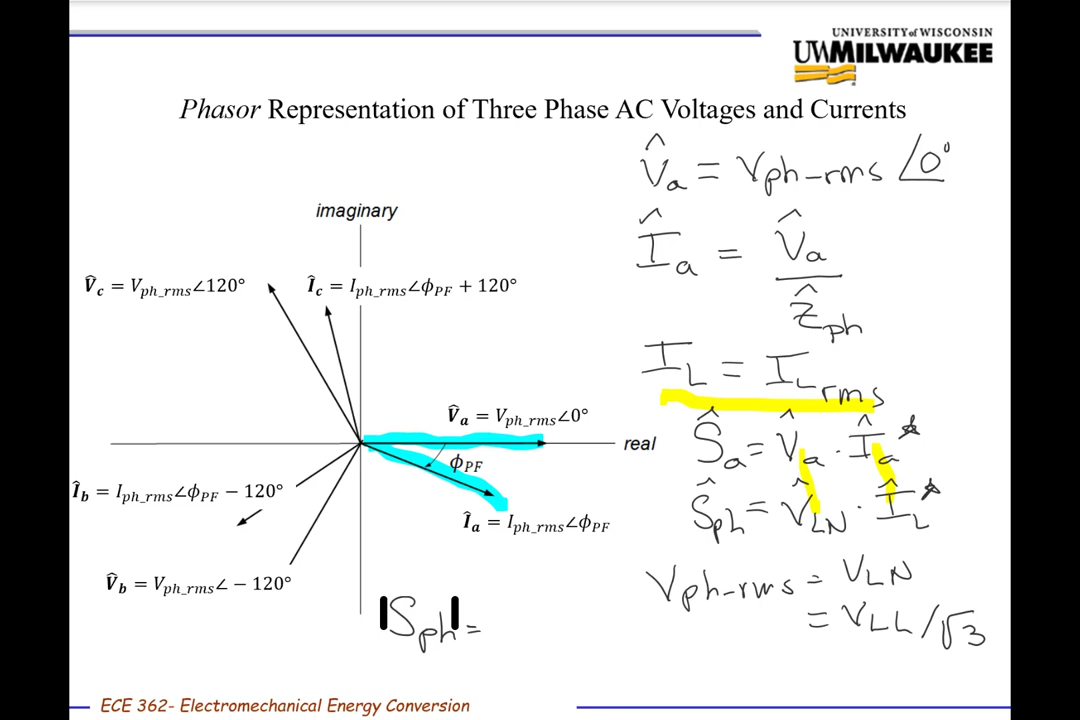 UNIVERSITY of WISCONSIN
UWMILWAUKEE
Phasor Representation of Three Phase AC Voltages and Currents
V̂a = Vph-rms ∠0°
Îa = V̂a / Ẑph
IL = ILrms
Ŝa = V̂a · Îa*
Ŝph = V̂LN · ÎL*
Vph-rms = VLN
= VLL/√3
imaginary
V̂c = Vph_rms∠120°
Îc = Iph_rms∠ϕPF + 120°
V̂a = Vph_rms∠0°
real
ϕPF
Îb = Iph_rms∠ϕPF − 120°
Îa = Iph_rms∠ϕPF
V̂b = Vph_rms∠ − 120°
|Sph| =
ECE 362- Electromechanical Energy Conversion